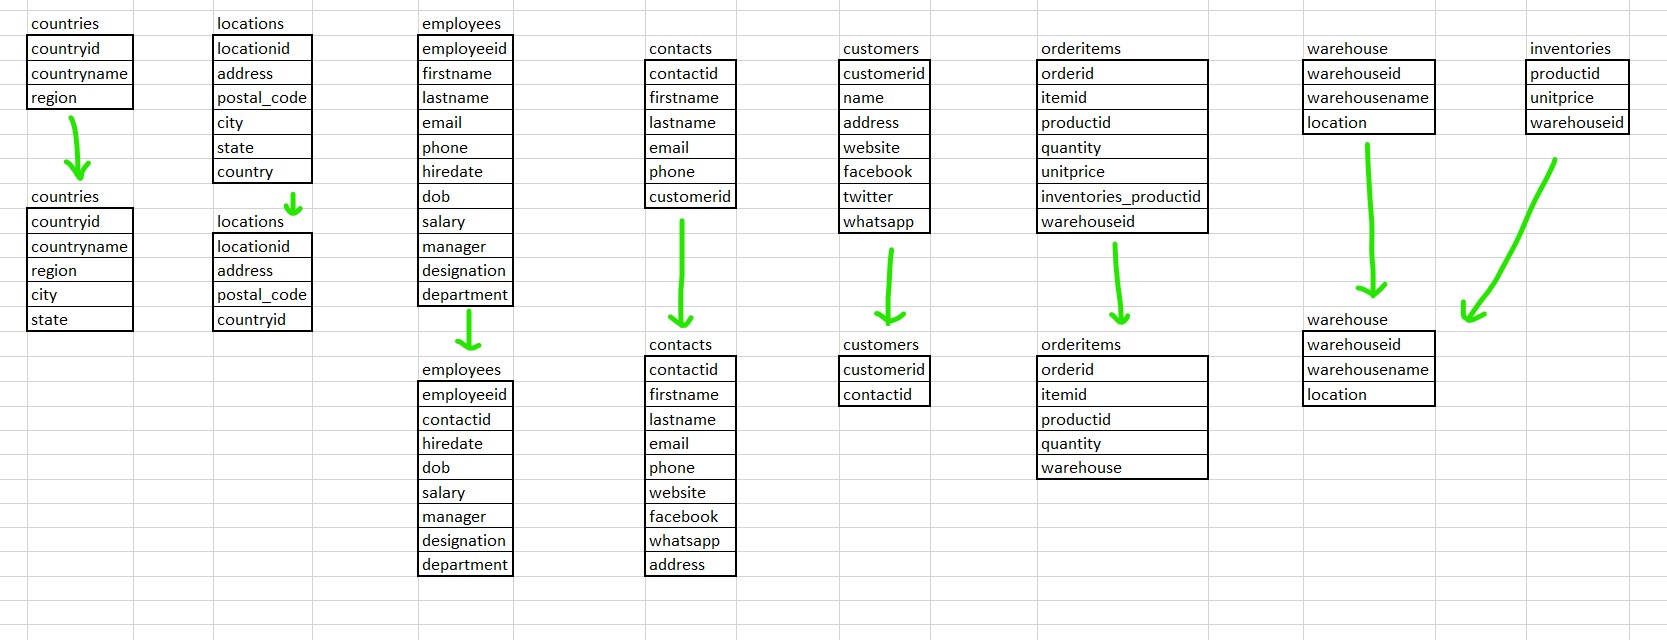 countries
countryid
countryname
region
countries
countryid
countryname
region
city
state
locations
locationid
address
postal_code
city
state
country
locations
locationid
address
postal_code
countryid
employees
employeeid
firstname
lastname
email
phone
hiredate
dob
salary
manager
designation
department
employees
employeeid
contactid
hiredate
dob
salary
manager
designation
department
contacts
contactid
firstname
lastname
email
phone
customerid
contacts
contactid
firstname
lastname
email
phone
website
facebook
whatsapp
address
customers
customerid
name
address
website
facebook
twitter
whatsapp
customers
customerid
contactid
orderitems
orderid
itemid
productid
quantity
unitprice
inventories_productid
warehouseid
orderitems
orderid
itemid
productid
quantity
warehouse
warehouse
warehouseid
warehousename
location
warehouse
warehouseid
warehousename
location
inventories
productid
unitprice
warehouseid